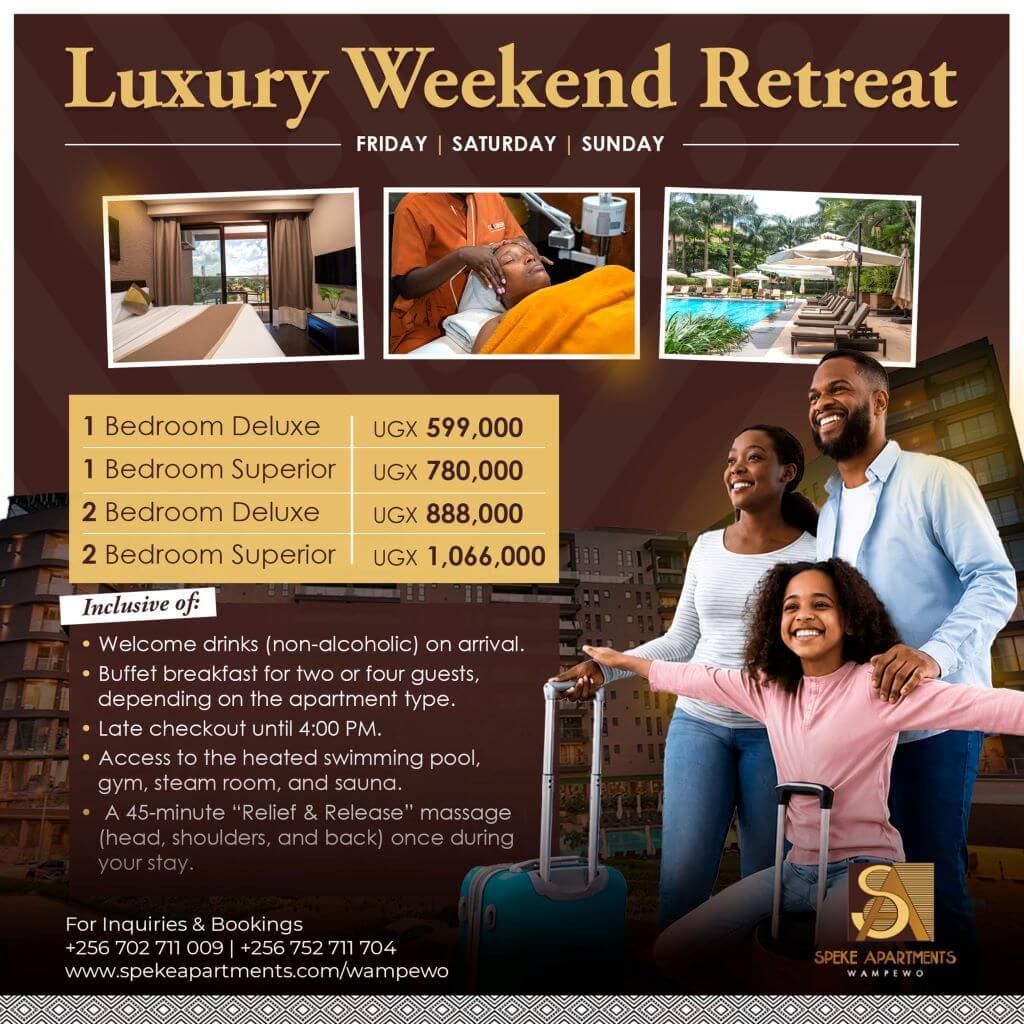 Luxury Weekend Retreat
FRIDAY | SATURDAY | SUNDAY
1 Bedroom Deluxe UGX 599,000
1 Bedroom Superior UGX 780,000
2 Bedroom Deluxe UGX 888,000
2 Bedroom Superior UGX 1,066,000
Inclusive of:
• Welcome drinks (non-alcoholic) on arrival.
• Buffet breakfast for two or four guests,
depending on the apartment type.
• Late checkout until 4:00 PM.
• Access to the heated swimming pool,
gym, steam room, and sauna.
• A 45-minute “Relief & Release” massage
(head, shoulders, and back) once during
your stay.
For Inquiries & Bookings
+256 702 711 009 | +256 752 711 704
www.spekeapartments.com/wampewo
SA
SPEKE APARTMENTS
WAMPEWO